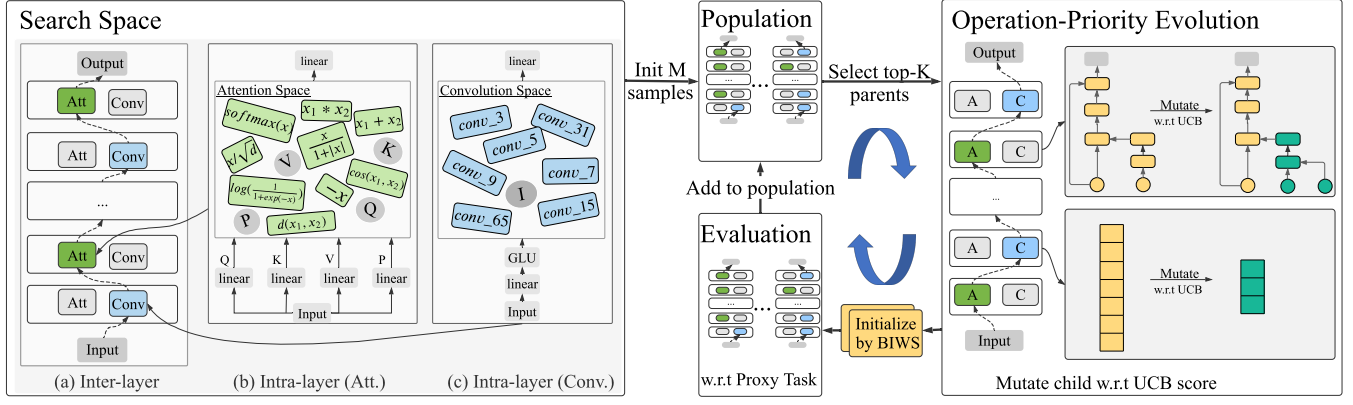 Search Space
Output
Att
Conv
Att
Conv
...
Att
Conv
Att
Conv
Input
(a) Inter-layer
linear
Attention Space
softmax(x)
x₁ * x₂
x₁ + x₂
x/√d
V
x/(1+|x|)
K
log(1/(1+exp(−x)))
−x
cos(x₁, x₂)
P
d(x₁, x₂)
Q
Q
K
V
P
linear
linear
linear
linear
Input
(b) Intra-layer (Att.)
linear
Convolution Space
conv_3
conv_31
conv_5
conv_9
conv_7
I
conv_65
conv_15
GLU
linear
Input
(c) Intra-layer (Conv.)
Init M
samples
Population
...
...
...
Select top-K
parents
Add to population
Evaluation
...
...
...
w.r.t Proxy Task
Initialize
by BIWS
Operation-Priority Evolution
Output
A
C
A
C
...
A
C
A
C
Input
Mutate
w.r.t UCB
Mutate
w.r.t UCB
Mutate child w.r.t UCB score